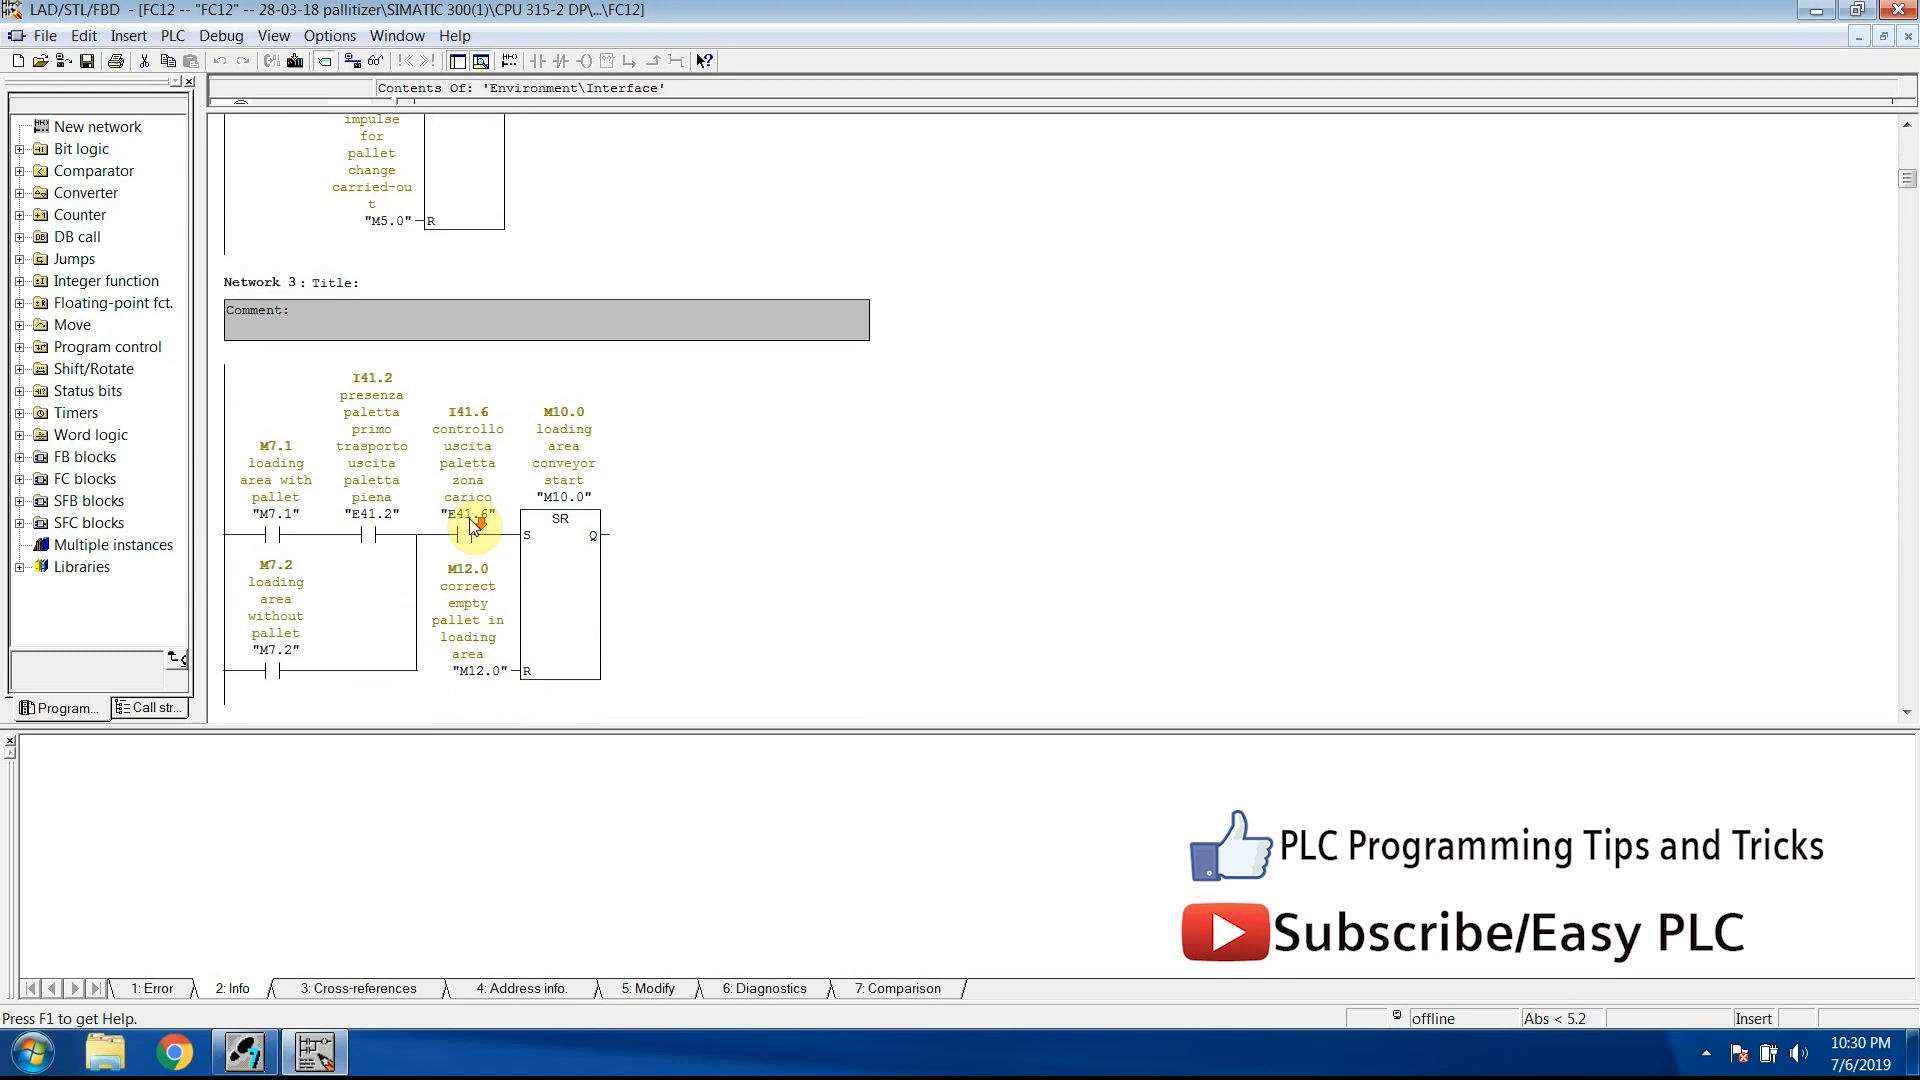 LAD/STL/FBD - [FC12 -- "FC12" -- 28-03-18 pallitizer\SIMATIC 300(1)\CPU 315-2 DP\...\FC12]
File Edit Insert PLC Debug View Options Window Help
Contents Of: 'Environment\Interface'
New network
Bit logic
Comparator
Converter
Counter
DB call
Jumps
Integer function
Floating-point fct.
Move
Program control
Shift/Rotate
Status bits
Timers
Word logic
FB blocks
FC blocks
SFB blocks
SFC blocks
Multiple instances
Libraries
Program... Call str...
impulse
for
pallet
change
carried-ou
t
"M5.0" R
Network 3 : Title:
Comment:
M7.1
loading
area with
pallet
"M7.1"
I41.2
presenza
paletta
primo
trasporto
uscita
paletta
piena
"E41.2"
I41.6
controllo
uscita
paletta
zona
carico
"E41.6"
M10.0
loading
area
conveyor
start
"M10.0"
SR
S Q
M7.2
loading
area
without
pallet
"M7.2"
M12.0
correct
empty
pallet in
loading
area
"M12.0" R
PLC Programming Tips and Tricks
Subscribe/Easy PLC
1: Error 2: Info 3: Cross-references 4: Address info. 5: Modify 6: Diagnostics 7: Comparison
Press F1 to get Help. offline Abs < 5.2 Insert
10:30 PM
7/6/2019